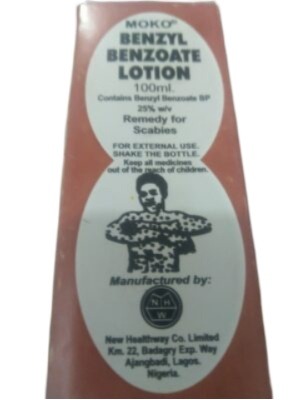 MOKO®
BENZYL
BENZOATE
LOTION
100ml.
Contains Benzyl Benzoate BP
25% w/v
Remedy for
Scabies
FOR EXTERNAL USE.
SHAKE THE BOTTLE.
Keep all medicines
out of the reach of children.
Manufactured by:
N H
W
New Healthway Co. Limited
Km. 22, Badagry Exp. Way
Ajangbadi, Lagos.
Nigeria.